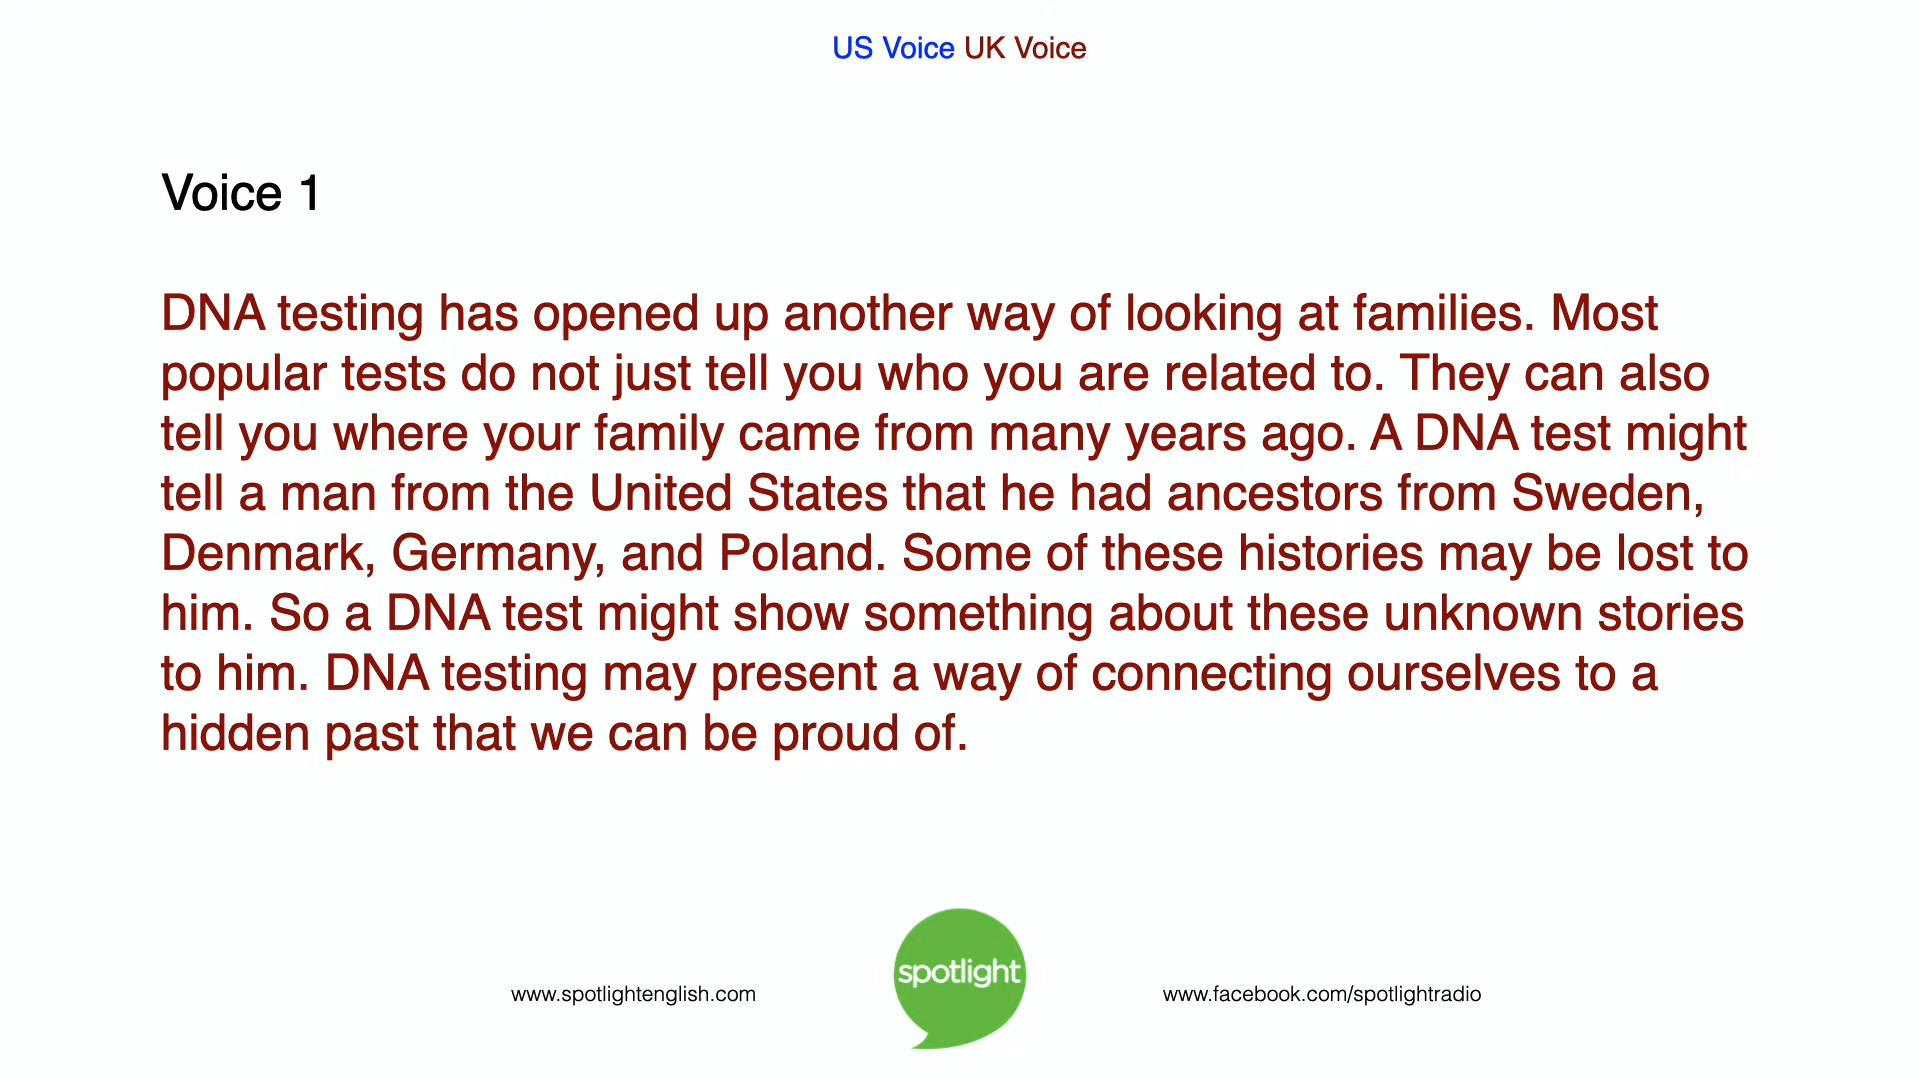 US Voice UK Voice
Voice 1
DNA testing has opened up another way of looking at families. Most
popular tests do not just tell you who you are related to. They can also
tell you where your family came from many years ago. A DNA test might
tell a man from the United States that he had ancestors from Sweden,
Denmark, Germany, and Poland. Some of these histories may be lost to
him. So a DNA test might show something about these unknown stories
to him. DNA testing may present a way of connecting ourselves to a
hidden past that we can be proud of.
spotlight
www.spotlightenglish.com
www.facebook.com/spotlightradio